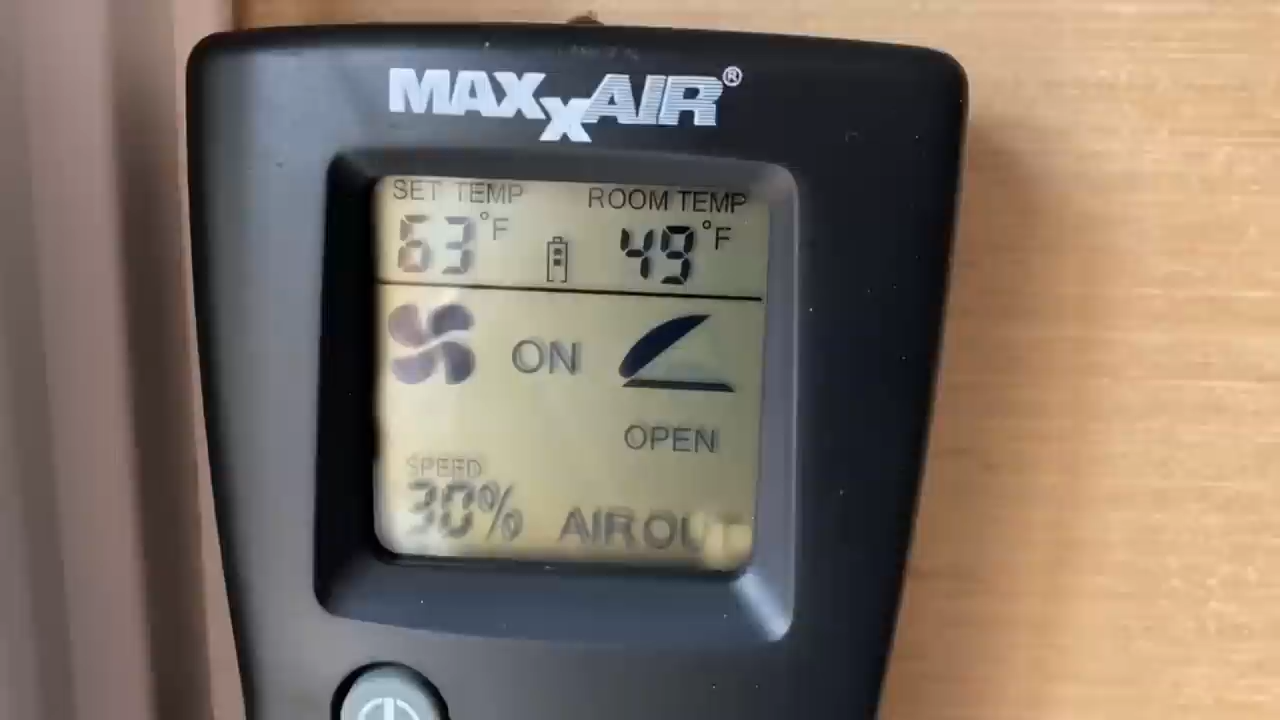 MAXXAIR®
SET TEMP ROOM TEMP
63°F 49°F
ON
OPEN
SPEED
30% AIR OUT